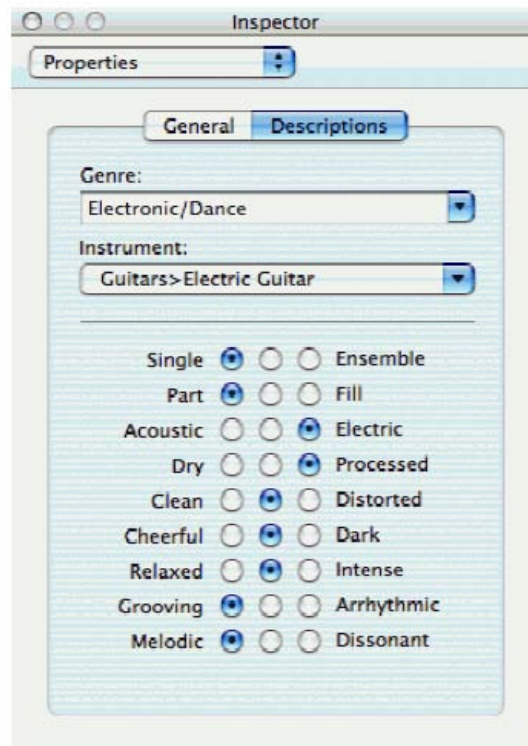 Inspector
Properties
General Descriptions
Genre:
Electronic/Dance
Instrument:
Guitars>Electric Guitar
Single Ensemble
Part Fill
Acoustic Electric
Dry Processed
Clean Distorted
Cheerful Dark
Relaxed Intense
Grooving Arrhythmic
Melodic Dissonant